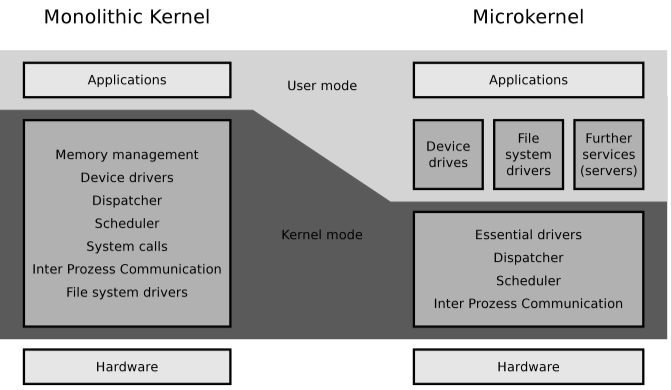 Monolithic Kernel
Microkernel
Applications
User mode
Applications
Memory management
Device drivers
Dispatcher
Scheduler
System calls
Inter Prozess Communication
File system drivers
Kernel mode
Device
drives
File
system
drivers
Further
services
(servers)
Essential drivers
Dispatcher
Scheduler
Inter Prozess Communication
Hardware
Hardware